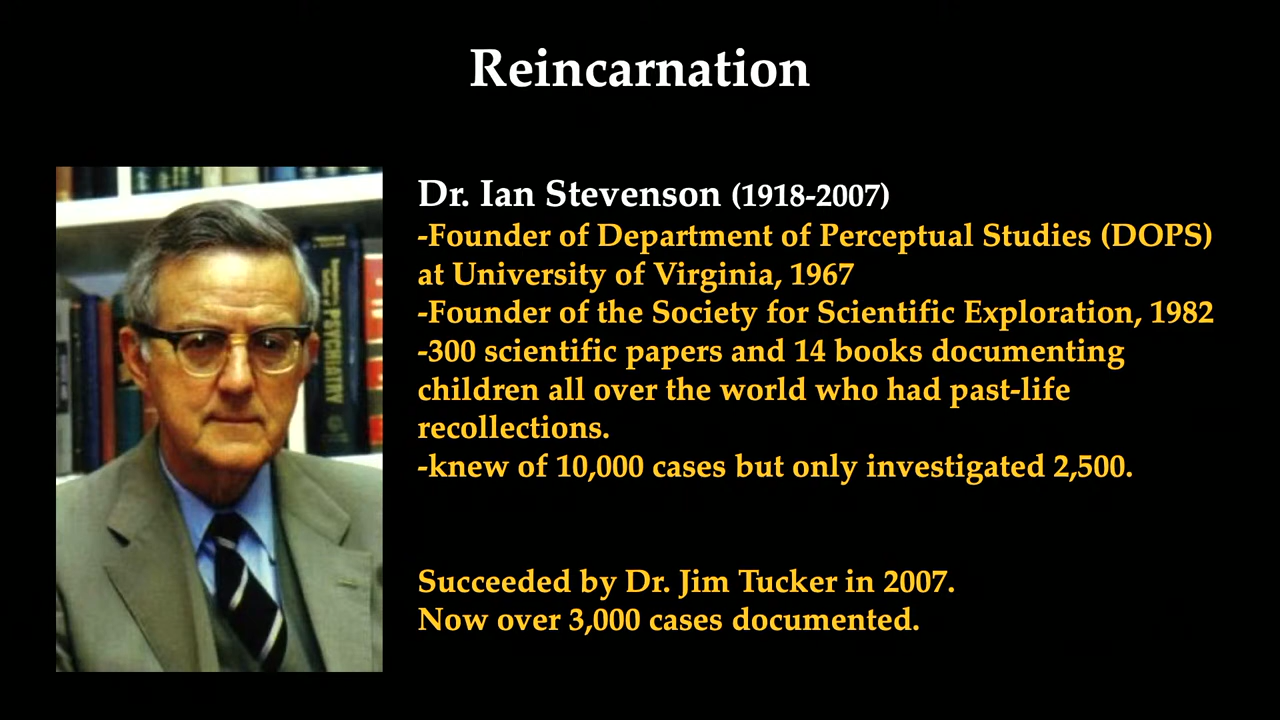 Reincarnation
Dr. Ian Stevenson (1918-2007)
-Founder of Department of Perceptual Studies (DOPS)
at University of Virginia, 1967
-Founder of the Society for Scientific Exploration, 1982
-300 scientific papers and 14 books documenting
children all over the world who had past-life
recollections.
-knew of 10,000 cases but only investigated 2,500.
Succeeded by Dr. Jim Tucker in 2007.
Now over 3,000 cases documented.
PSYCHIATRY